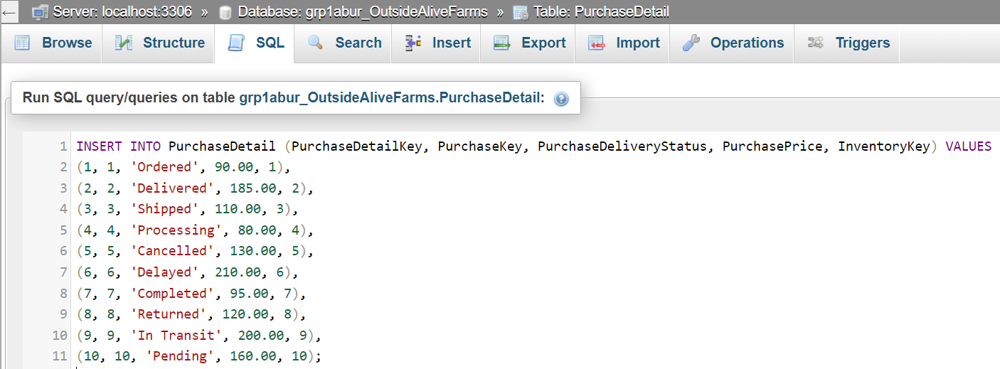 Server: localhost:3306 » Database: grp1abur_OutsideAliveFarms » Table: PurchaseDetail
Browse Structure SQL Search Insert Export Import Operations Triggers
Run SQL query/queries on table grp1abur_OutsideAliveFarms.PurchaseDetail:
1 INSERT INTO PurchaseDetail (PurchaseDetailKey, PurchaseKey, PurchaseDeliveryStatus, PurchasePrice, InventoryKey) VALUES
2 (1, 1, 'Ordered', 90.00, 1),
3 (2, 2, 'Delivered', 185.00, 2),
4 (3, 3, 'Shipped', 110.00, 3),
5 (4, 4, 'Processing', 80.00, 4),
6 (5, 5, 'Cancelled', 130.00, 5),
7 (6, 6, 'Delayed', 210.00, 6),
8 (7, 7, 'Completed', 95.00, 7),
9 (8, 8, 'Returned', 120.00, 8),
10 (9, 9, 'In Transit', 200.00, 9),
11 (10, 10, 'Pending', 160.00, 10);